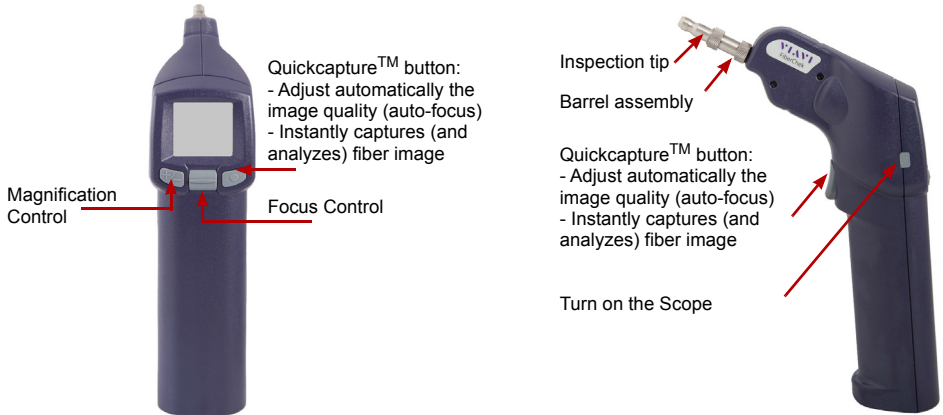 Quickcapture™ button:
- Adjust automatically the
image quality (auto-focus)
- Instantly captures (and
analyzes) fiber image
Magnification
Control
Focus Control
Inspection tip
Barrel assembly
VIAVI
FiberChek
Quickcapture™ button:
- Adjust automatically the
image quality (auto-focus)
- Instantly captures (and
analyzes) fiber image
Turn on the Scope